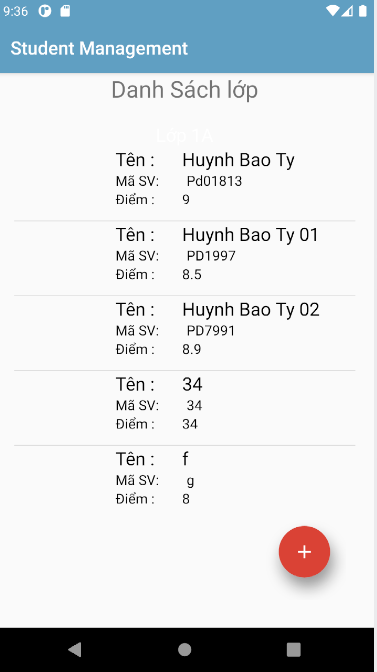 9:36
Student Management
Danh Sách lớp
Lớp 1A
Tên : Huynh Bao Ty
Mã SV: Pd01813
Điểm : 9
Tên : Huynh Bao Ty 01
Mã SV: PD1997
Điểm : 8.5
Tên : Huynh Bao Ty 02
Mã SV: PD7991
Điểm : 8.9
Tên : 34
Mã SV: 34
Điểm : 34
Tên : f
Mã SV: g
Điểm : 8
+